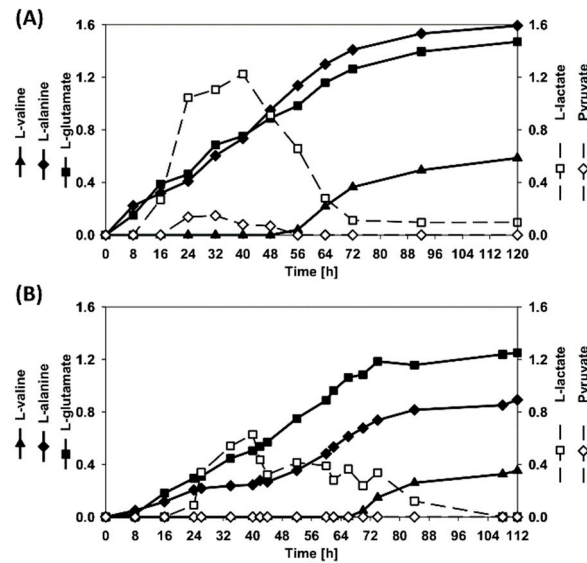 (A)
L-valine
L-alanine
L-glutamate
1.6
1.2
0.8
0.4
0.0
1.6
1.2
0.8
0.4
0.0
L-lactate
Pyruvate
0 8 16 24 32 40 48 56 64 72 80 88 96 104 112 120
Time [h]
(B)
L-valine
L-alanine
L-glutamate
1.6
1.2
0.8
0.4
0.0
1.6
1.2
0.8
0.4
0.0
L-lactate
Pyruvate
0 8 16 24 32 40 48 56 64 72 80 88 96 104 112
Time [h]